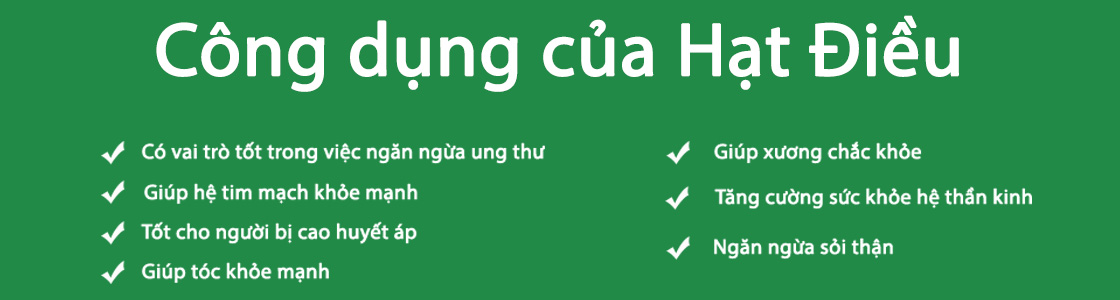 Công dụng của Hạt Điều
Có vai trò tốt trong việc ngăn ngừa ung thư
Giúp hệ tim mạch khỏe mạnh
Tốt cho người bị cao huyết áp
Giúp tóc khỏe mạnh
Giúp xương chắc khỏe
Tăng cường sức khỏe hệ thần kinh
Ngăn ngừa sỏi thận